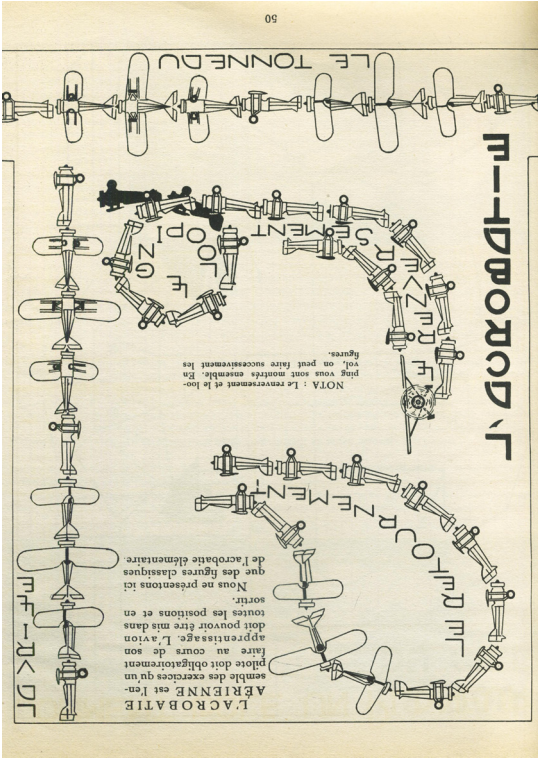 L'ACROBATIE
L'ACROBATIE
AÉRIENNE est l'en-
semble des exercices qu'un
pilote doit obligatoirement
faire au cours de son
apprentissage. L'avion
doit pouvoir être mis dans
toutes les positions et en
sortir.
Nous ne présentons ici
que des figures classiques
de l'acrobatie élémentaire.
LA VRILLE
LE RETOURNEMENT
NOTA : Le renversement et le loo-
ping vous sont montrés ensemble. En
vol, on peut faire successivement les
figures.
LE RENVERSEMENT
LE LOOPING
LE TONNEAU
50